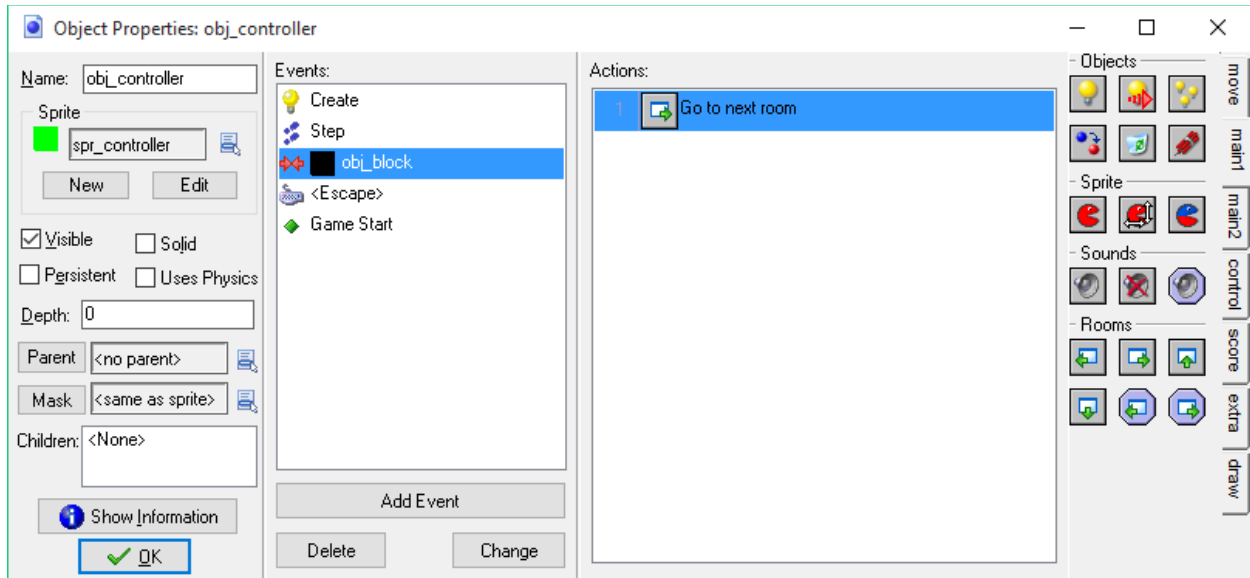 Object Properties: obj_controller
Name: obj_controller
Sprite
spr_controller
New Edit
Visible Solid
Persistent Uses Physics
Depth: 0
Parent <no parent>
Mask <same as sprite>
Children: <None>
Show Information
OK
Events:
Create
Step
obj_block
<Escape>
Game Start
Add Event
Delete Change
Actions:
1 Go to next room
Objects
Sprite
Sounds
Rooms
move
main1
main2
control
score
extra
draw